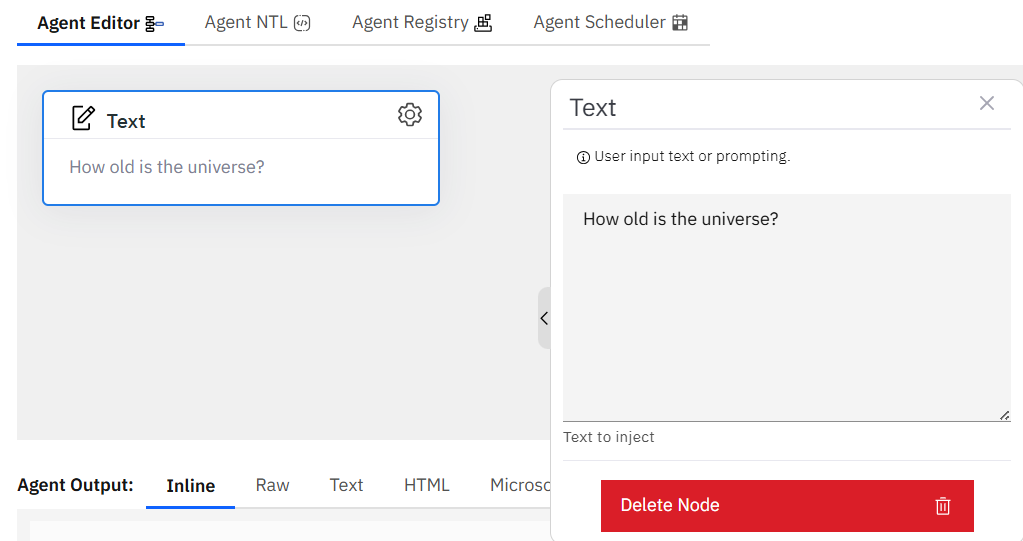 Agent Editor Agent NTL Agent Registry Agent Scheduler
Text
How old is the universe?
Text
User input text or prompting.
How old is the universe?
Text to inject
Delete Node
Agent Output: Inline Raw Text HTML